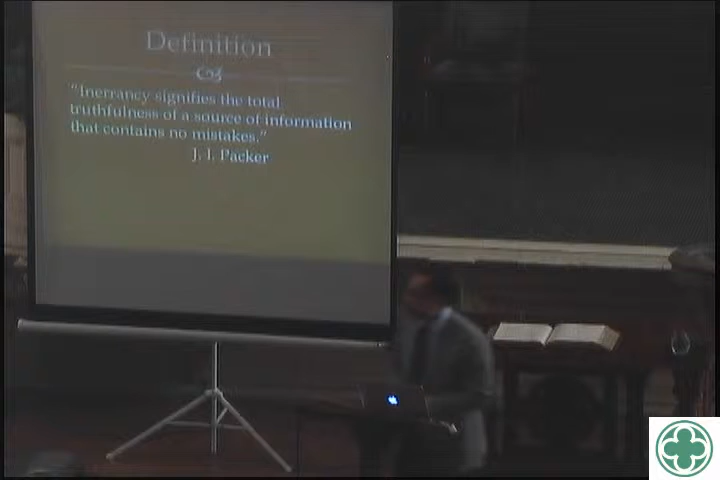 Definition
“Inerrancy signifies the total
truthfulness of a source of information
that contains no mistakes.”
J. I. Packer